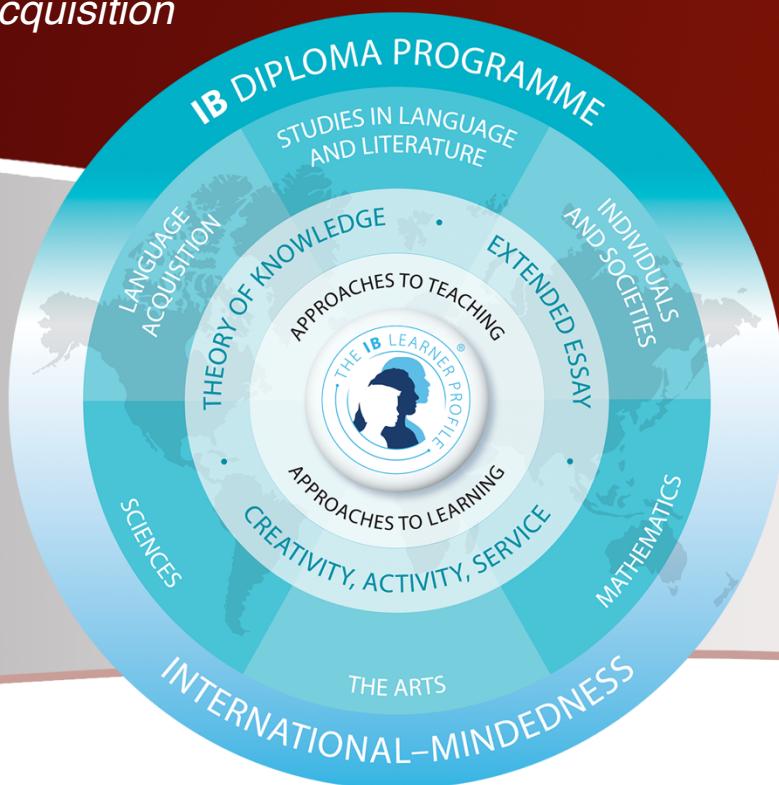 cquisition
IB DIPLOMA PROGRAMME
STUDIES IN LANGUAGE
AND LITERATURE
LANGUAGE
ACQUISITION
INDIVIDUALS
AND SOCIETIES
THEORY OF KNOWLEDGE
•
EXTENDED ESSAY
APPROACHES TO TEACHING
THE IB LEARNER PROFILE®
APPROACHES TO LEARNING
•
CREATIVITY, ACTIVITY, SERVICE
•
SCIENCES
MATHEMATICS
THE ARTS
INTERNATIONAL–MINDEDNESS